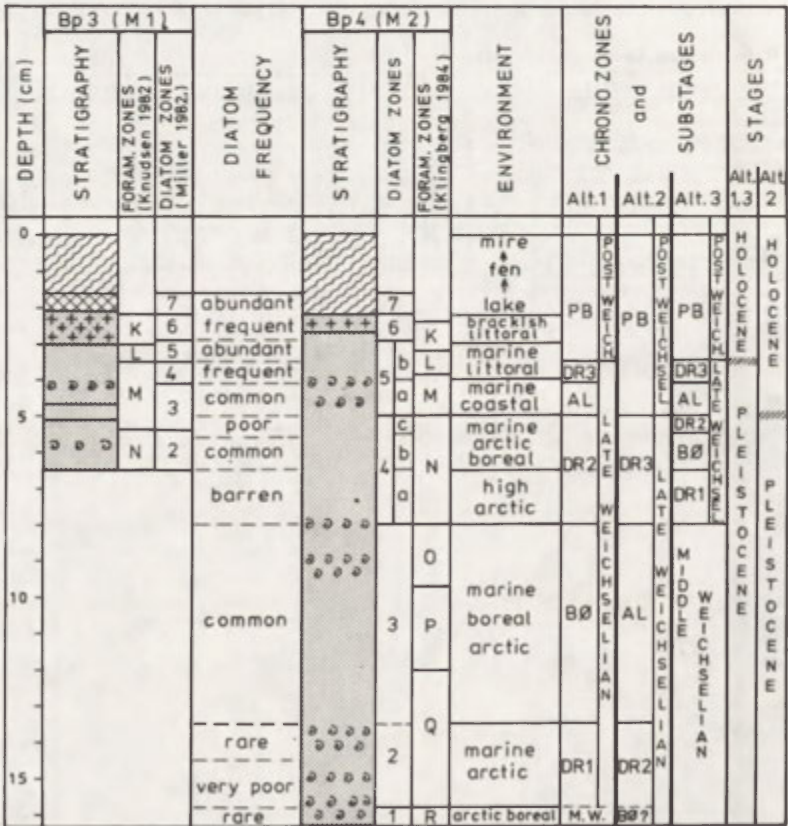 Bp3 (M1)
Bp4 (M2)
DEPTH (cm)
STRATIGRAPHY
FORAM. ZONES (Knudsen 1982)
DIATOM ZONES (Miller 1982)
DIATOM FREQUENCY
STRATIGRAPHY
DIATOM ZONES
FORAM. ZONES (Klingberg 1984)
ENVIRONMENT
CHRONO ZONES and SUBSTAGES
STAGES
Alt.1
Alt.2
Alt.3
Alt. 1,3
Alt. 2
0
5
10
15
K
L
M
N
7
6
5
4
3
2
abundant
frequent
abundant
frequent
common
poor
common
barren
common
rare
very poor
rare
7
6
5
b
a
4
c
b
a
3
2
1
K
L
M
N
O
P
Q
R
mire
fen
lake
brackish littoral
marine littoral
marine coastal
marine arctic boreal
high arctic
marine boreal arctic
marine arctic
arctic boreal
PB
DR3
AL
DR2
BØ
DR1
M.W.
POST WEICH.
LATE WEICHSELIAN
PB
DR3
AL
DR2
BØ?
POST WEICHSEL
LATE WEICHSELIAN
PB
DR3
AL
DR2
BØ
DR1
POST WEICH.
LATE WEICHSEL
MIDDLE WEICHSELIAN
HOLOCENE
PLEISTOCENE
HOLOCENE
PLEISTOCENE